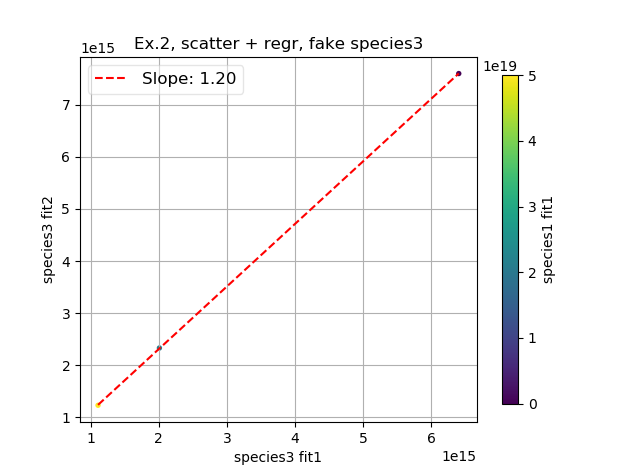 Ex.2, scatter + regr, fake species3
1e15
Slope: 1.20
7
6
5
4
3
2
1
species3 fit2
1 2 3 4 5 6
1e15
species3 fit1
1e19
5
4
3
2
1
0
species1 fit1